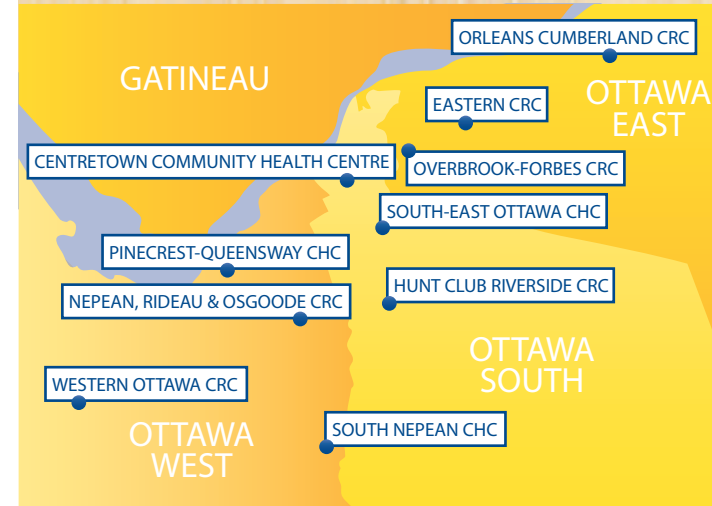 ORLEANS CUMBERLAND CRC
GATINEAU
OTTAWA
EAST
EASTERN CRC
CENTRETOWN COMMUNITY HEALTH CENTRE
OVERBROOK-FORBES CRC
SOUTH-EAST OTTAWA CHC
PINECREST-QUEENSWAY CHC
HUNT CLUB RIVERSIDE CRC
NEPEAN, RIDEAU & OSGOODE CRC
OTTAWA
SOUTH
WESTERN OTTAWA CRC
OTTAWA
WEST
SOUTH NEPEAN CHC